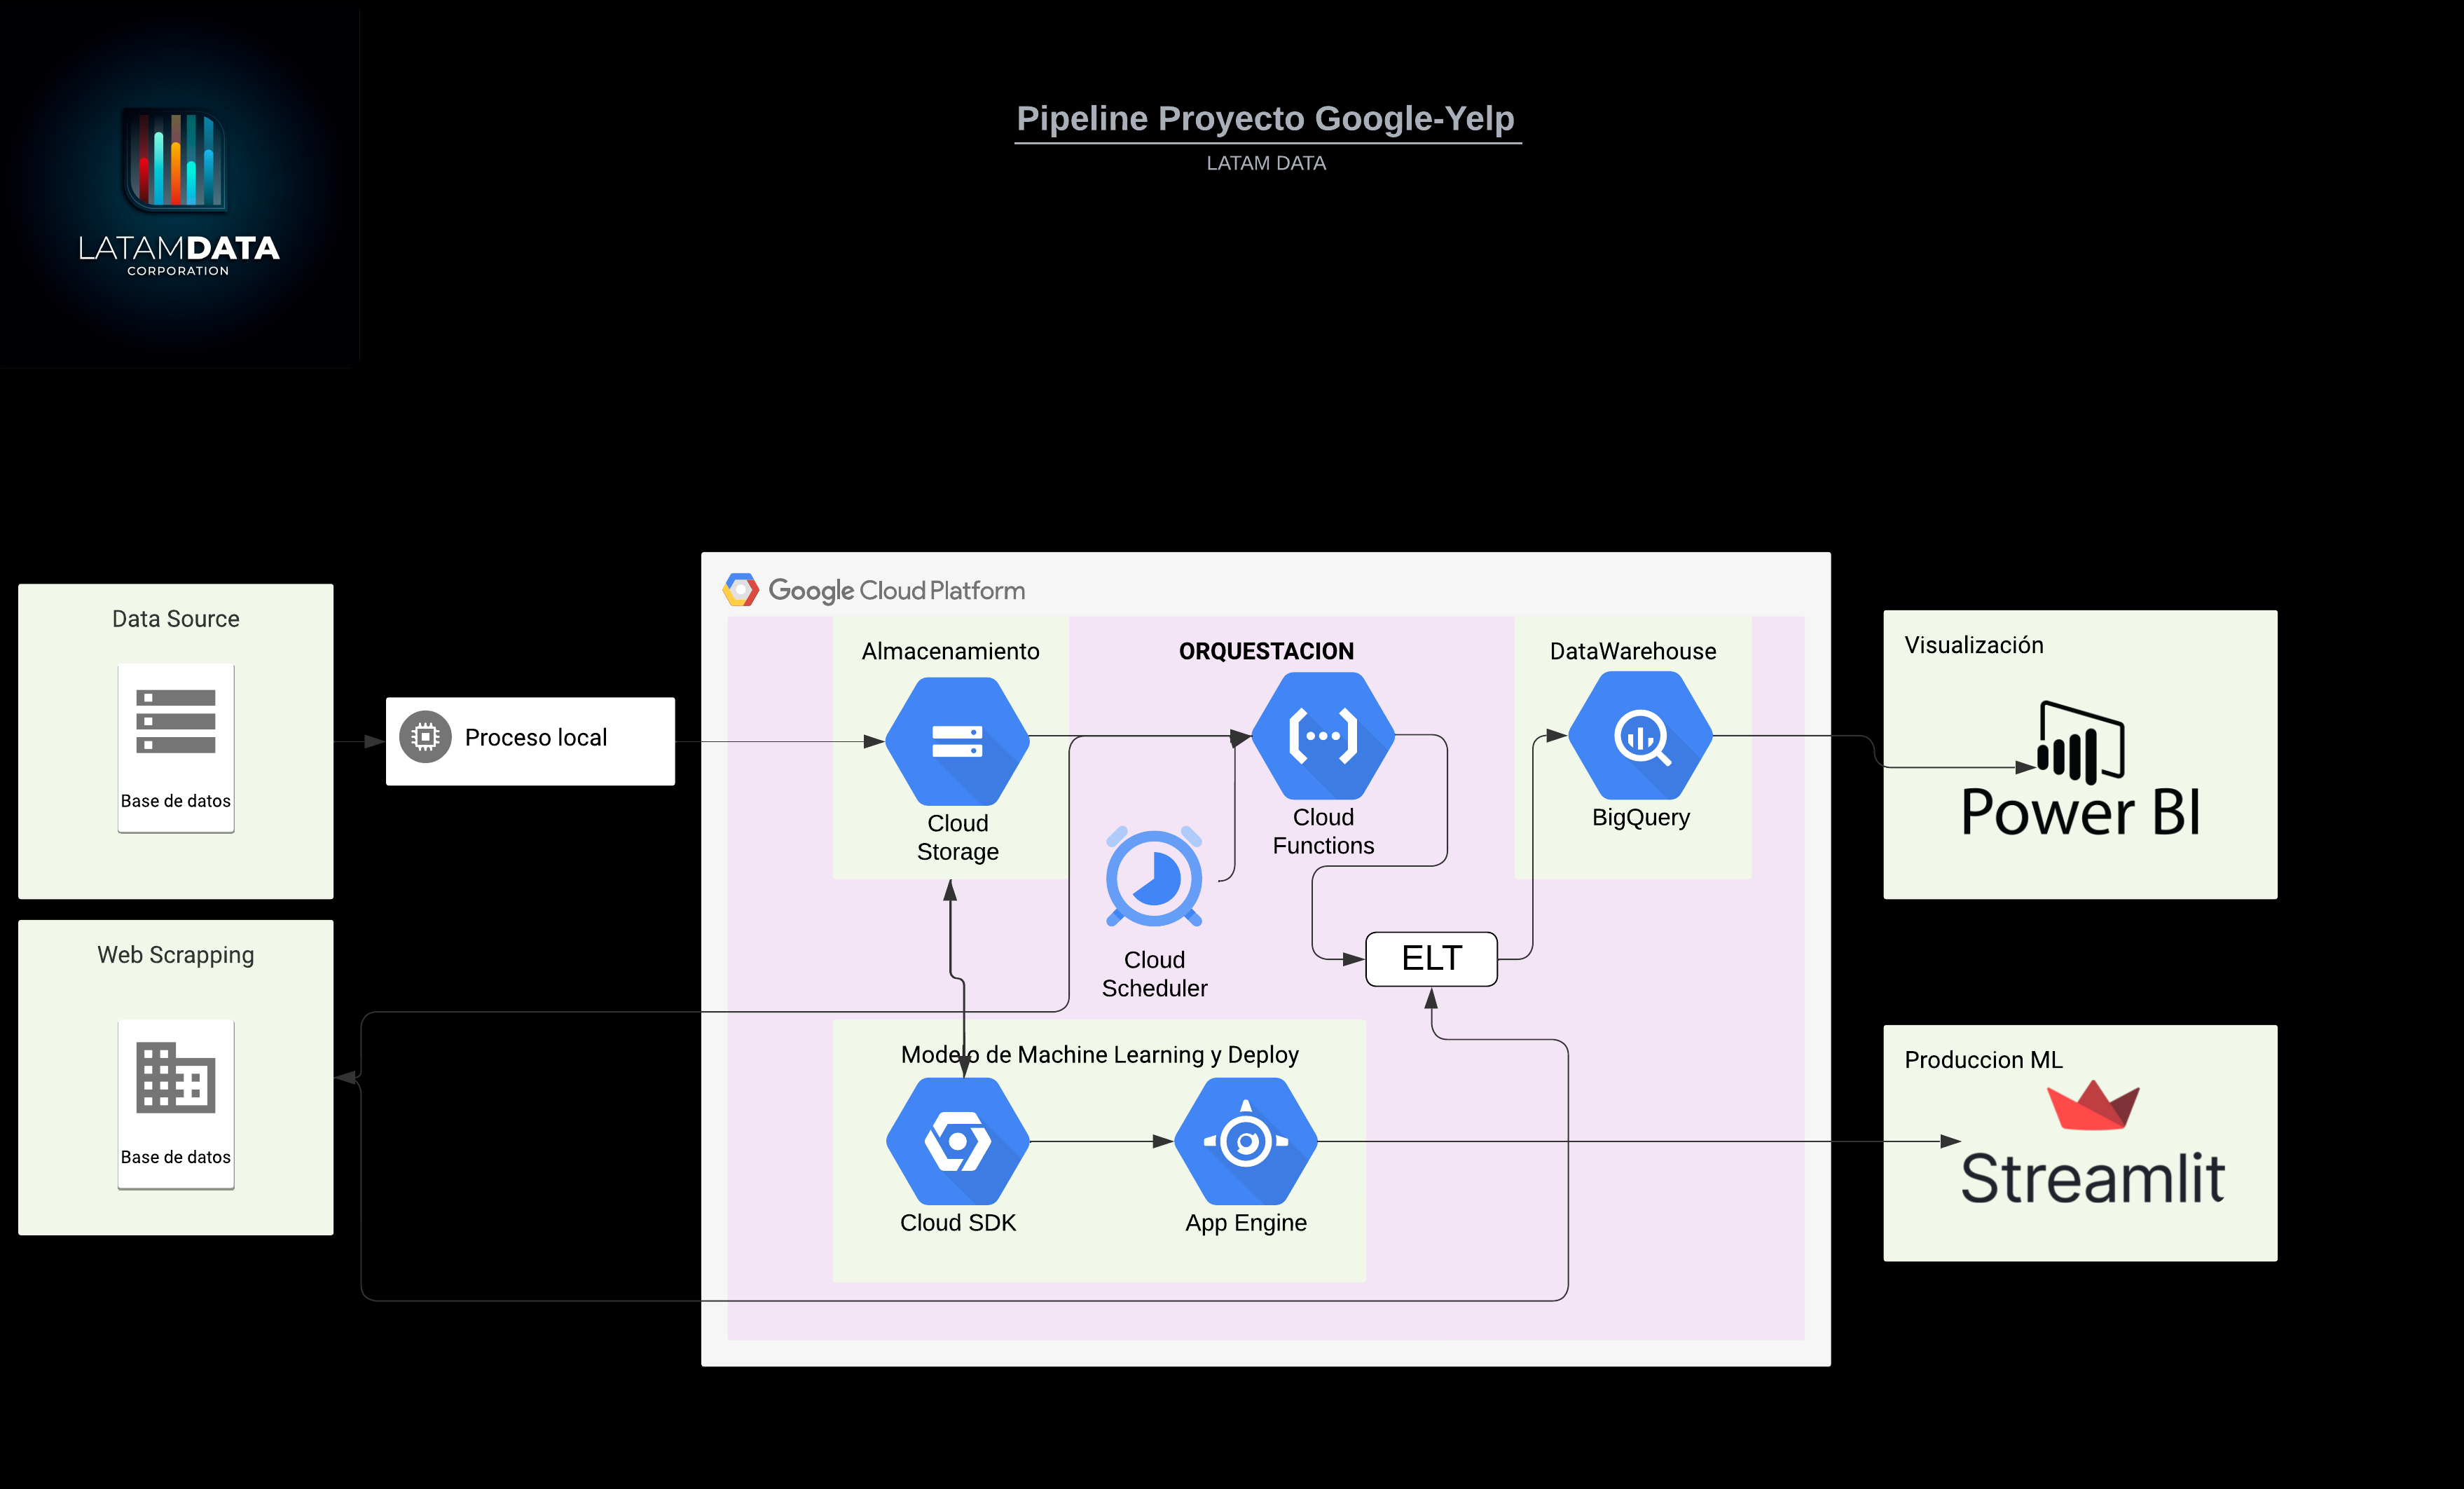 Pipeline Proyecto Google-Yelp
LATAM DATA
LATAMDATA
CORPORATION
Data Source
Base de datos
Proceso local
Web Scrapping
Base de datos
Google Cloud Platform
Almacenamiento
Cloud
Storage
ORQUESTACION
Cloud
Functions
Cloud
Scheduler
DataWarehouse
BigQuery
ELT
Modelo de Machine Learning y Deploy
Cloud SDK
App Engine
Visualización
Power BI
Produccion ML
Streamlit